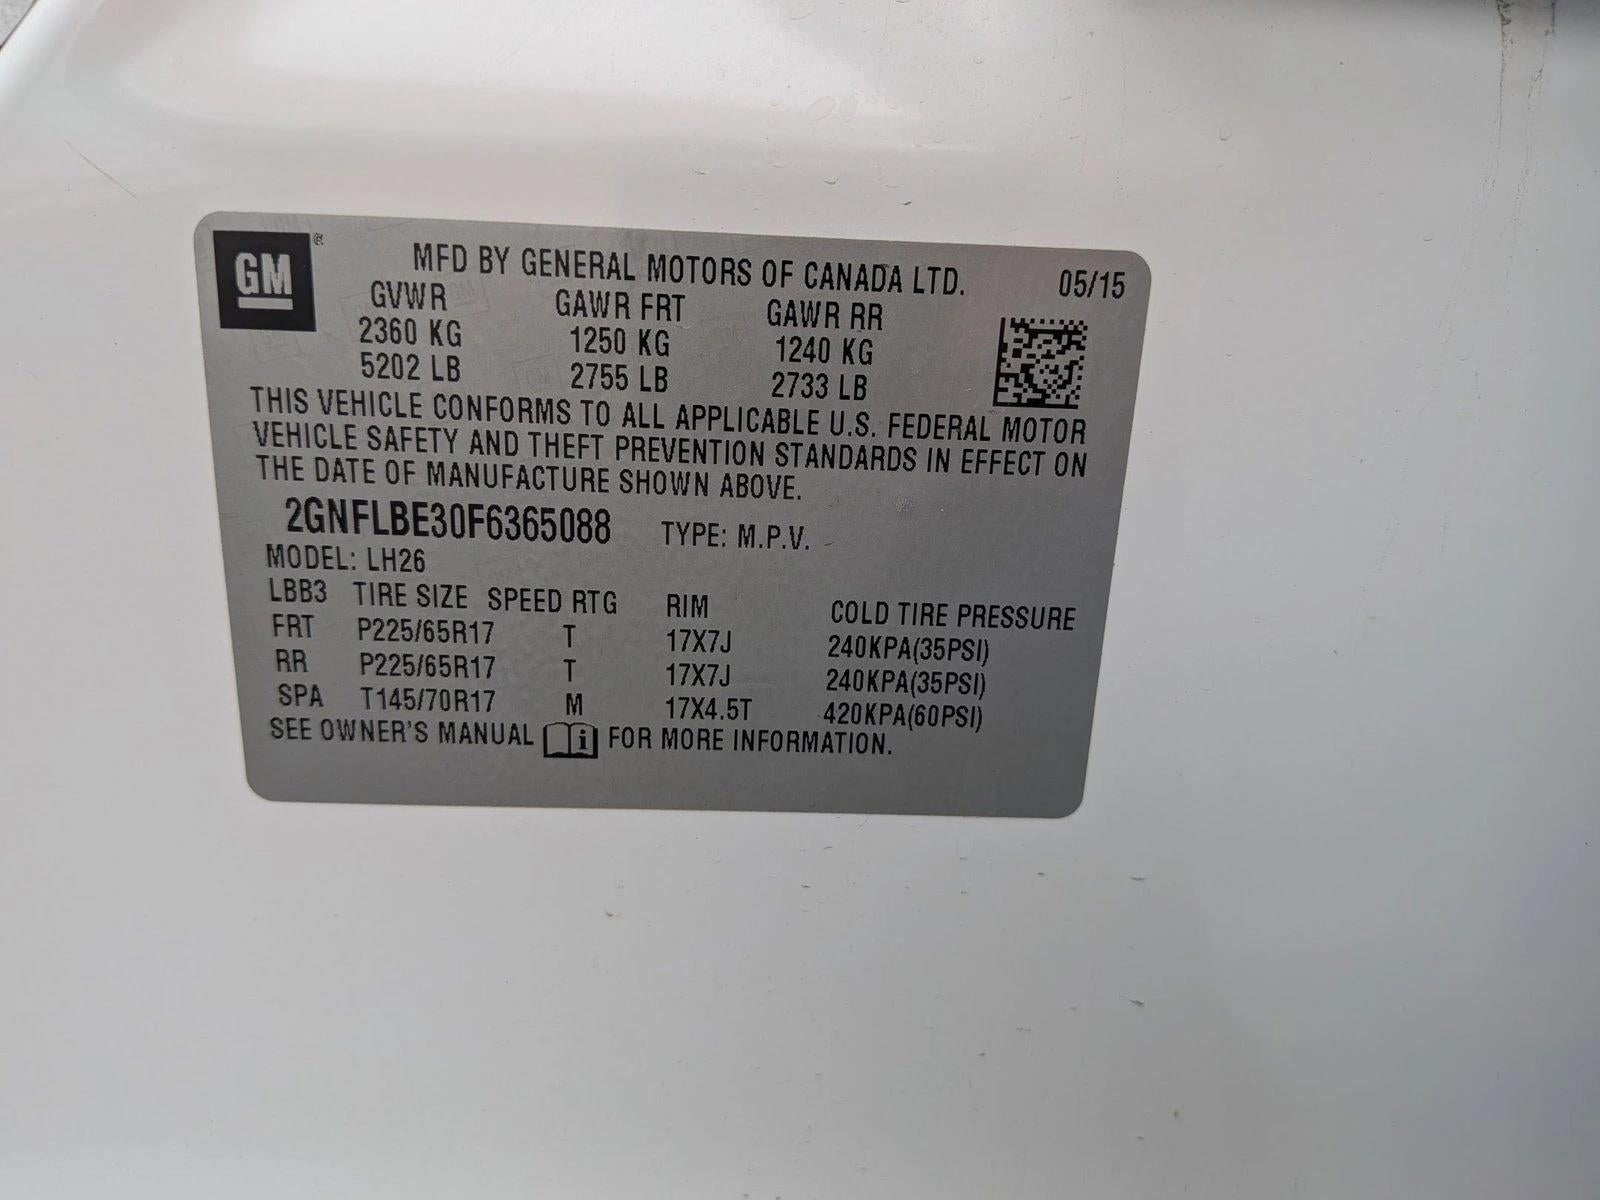 GM
MFD BY GENERAL MOTORS OF CANADA LTD. 05/15
GVWR GAWR FRT GAWR RR
2360 KG 1250 KG 1240 KG
5202 LB 2755 LB 2733 LB
THIS VEHICLE CONFORMS TO ALL APPLICABLE U.S. FEDERAL MOTOR
VEHICLE SAFETY AND THEFT PREVENTION STANDARDS IN EFFECT ON
THE DATE OF MANUFACTURE SHOWN ABOVE.
2GNFLBE30F6365088 TYPE: M.P.V.
MODEL: LH26
LBB3 TIRE SIZE SPEED RTG RIM COLD TIRE PRESSURE
FRT P225/65R17 T 17X7J 240KPA(35PSI)
RR P225/65R17 T 17X7J 240KPA(35PSI)
SPA T145/70R17 M 17X4.5T 420KPA(60PSI)
SEE OWNER'S MANUAL i FOR MORE INFORMATION.